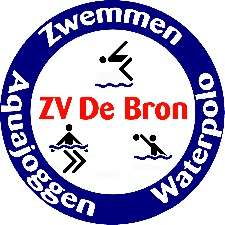 Zwemmen
ZV De Bron
Aquajoggen
Waterpolo